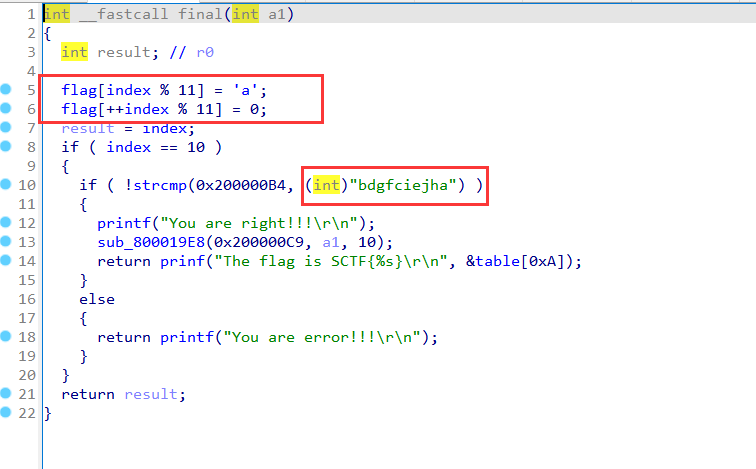 1 int __fastcall final(int a1)
2 {
3 int result; // r0
4
5 flag[index % 11] = 'a';
6 flag[++index % 11] = 0;
7 result = index;
8 if ( index == 10 )
9 {
10 if ( !strcmp(0x200000B4, (int)"bdgfciejha") )
11 {
12 printf("You are right!!!\r\n");
13 sub_800019E8(0x200000C9, a1, 10);
14 return prinf("The flag is SCTF{%s}\r\n", &table[0xA]);
15 }
16 else
17 {
18 return printf("You are error!!!\r\n");
19 }
20 }
21 return result;
22 }